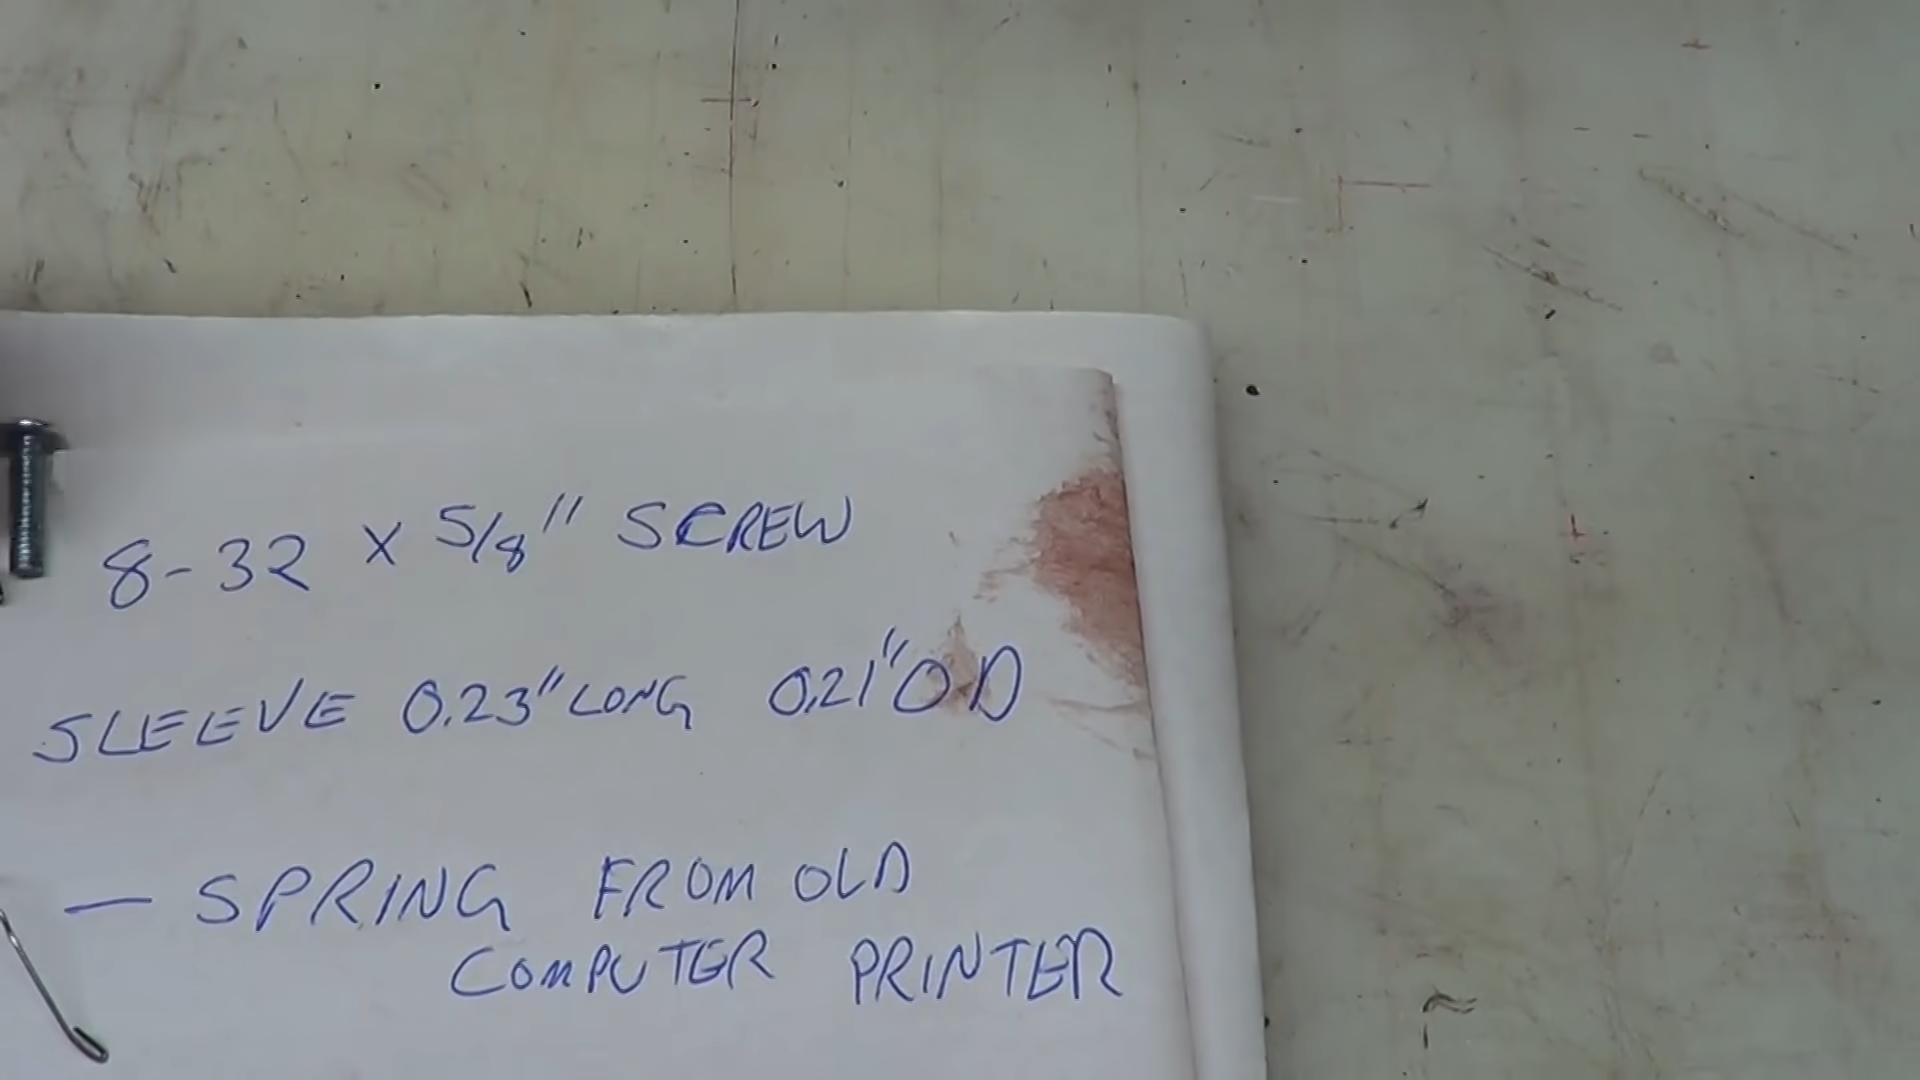 8-32 X 5/8" SCREW
SLEEVE 0.23" LONG 0.21" OD
— SPRING FROM OLD
COMPUTER PRINTER